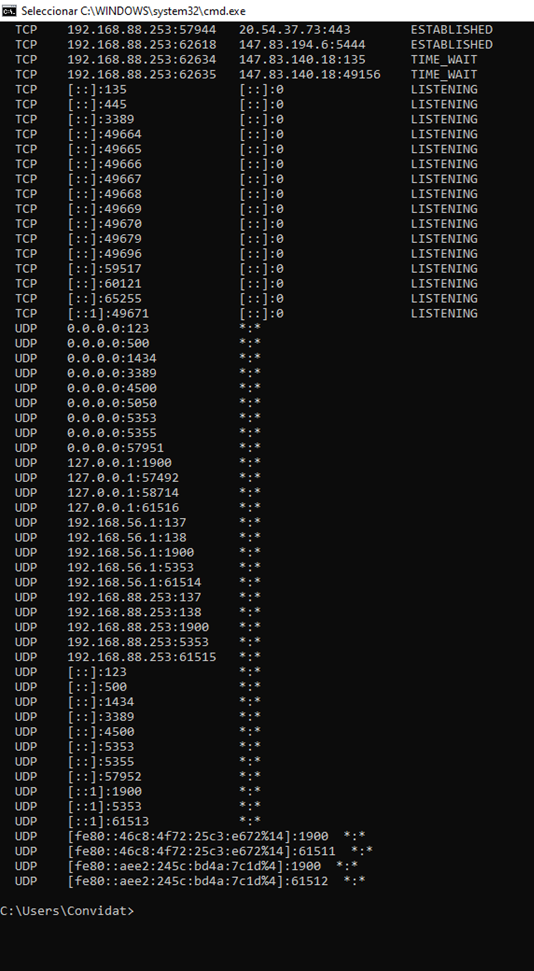 Seleccionar C:\WINDOWS\system32\cmd.exe
TCP 192.168.88.253:57944 20.54.37.73:443 ESTABLISHED
TCP 192.168.88.253:62618 147.83.194.6:5444 ESTABLISHED
TCP 192.168.88.253:62634 147.83.140.18:135 TIME_WAIT
TCP 192.168.88.253:62635 147.83.140.18:49156 TIME_WAIT
TCP [::]:135 [::]:0 LISTENING
TCP [::]:445 [::]:0 LISTENING
TCP [::]:3389 [::]:0 LISTENING
TCP [::]:49664 [::]:0 LISTENING
TCP [::]:49665 [::]:0 LISTENING
TCP [::]:49666 [::]:0 LISTENING
TCP [::]:49667 [::]:0 LISTENING
TCP [::]:49668 [::]:0 LISTENING
TCP [::]:49669 [::]:0 LISTENING
TCP [::]:49670 [::]:0 LISTENING
TCP [::]:49679 [::]:0 LISTENING
TCP [::]:49696 [::]:0 LISTENING
TCP [::]:59517 [::]:0 LISTENING
TCP [::]:60121 [::]:0 LISTENING
TCP [::]:65255 [::]:0 LISTENING
TCP [::1]:49671 [::]:0 LISTENING
UDP 0.0.0.0:123 *:*
UDP 0.0.0.0:500 *:*
UDP 0.0.0.0:1434 *:*
UDP 0.0.0.0:3389 *:*
UDP 0.0.0.0:4500 *:*
UDP 0.0.0.0:5050 *:*
UDP 0.0.0.0:5353 *:*
UDP 0.0.0.0:5355 *:*
UDP 0.0.0.0:57951 *:*
UDP 127.0.0.1:1900 *:*
UDP 127.0.0.1:57492 *:*
UDP 127.0.0.1:58714 *:*
UDP 127.0.0.1:61516 *:*
UDP 192.168.56.1:137 *:*
UDP 192.168.56.1:138 *:*
UDP 192.168.56.1:1900 *:*
UDP 192.168.56.1:5353 *:*
UDP 192.168.56.1:61514 *:*
UDP 192.168.88.253:137 *:*
UDP 192.168.88.253:138 *:*
UDP 192.168.88.253:1900 *:*
UDP 192.168.88.253:5353 *:*
UDP 192.168.88.253:61515 *:*
UDP [::]:123 *:*
UDP [::]:500 *:*
UDP [::]:1434 *:*
UDP [::]:3389 *:*
UDP [::]:4500 *:*
UDP [::]:5353 *:*
UDP [::]:5355 *:*
UDP [::]:57952 *:*
UDP [::1]:1900 *:*
UDP [::1]:5353 *:*
UDP [::1]:61513 *:*
UDP [fe80::46c8:4f72:25c3:e672%14]:1900 *:*
UDP [fe80::46c8:4f72:25c3:e672%14]:61511 *:*
UDP [fe80::aee2:245c:bd4a:7c1d%4]:1900 *:*
UDP [fe80::aee2:245c:bd4a:7c1d%4]:61512 *:*
C:\Users\Convidat>